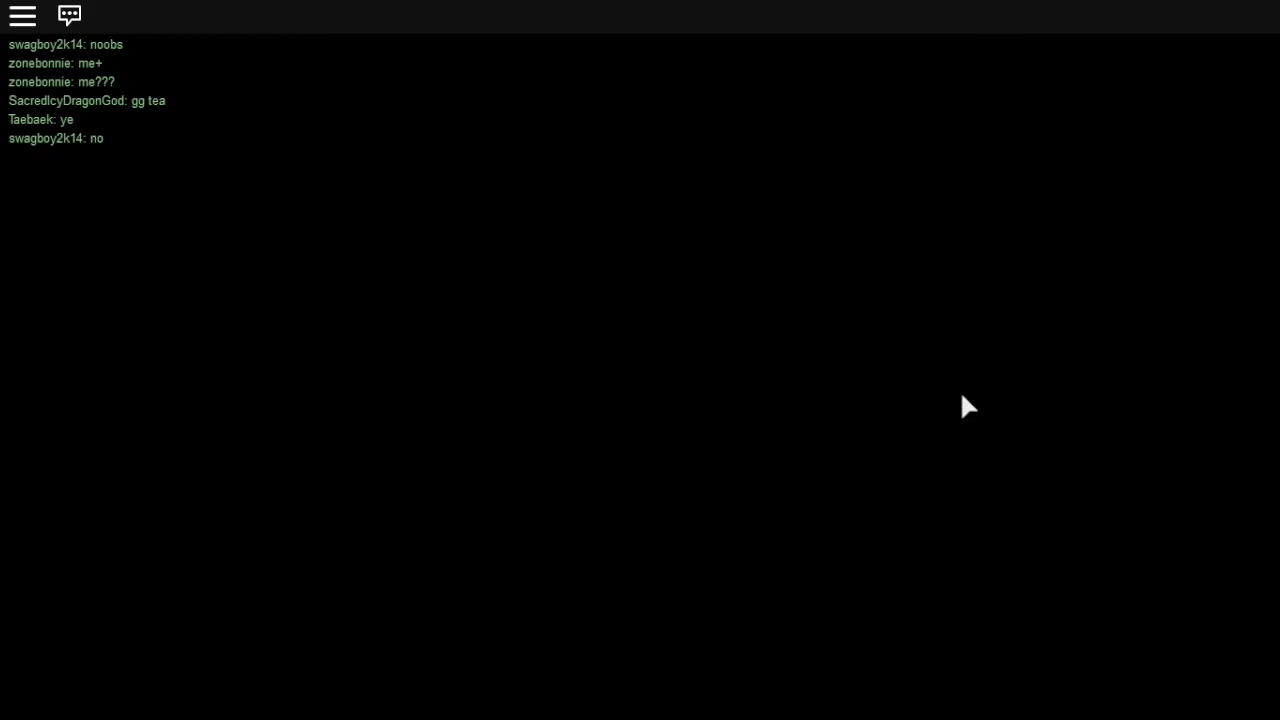 swagboy2k14: noobs
zonebonnie: me+
zonebonnie: me???
SacredIcyDragonGod: gg tea
Taebaek: ye
swagboy2k14: no